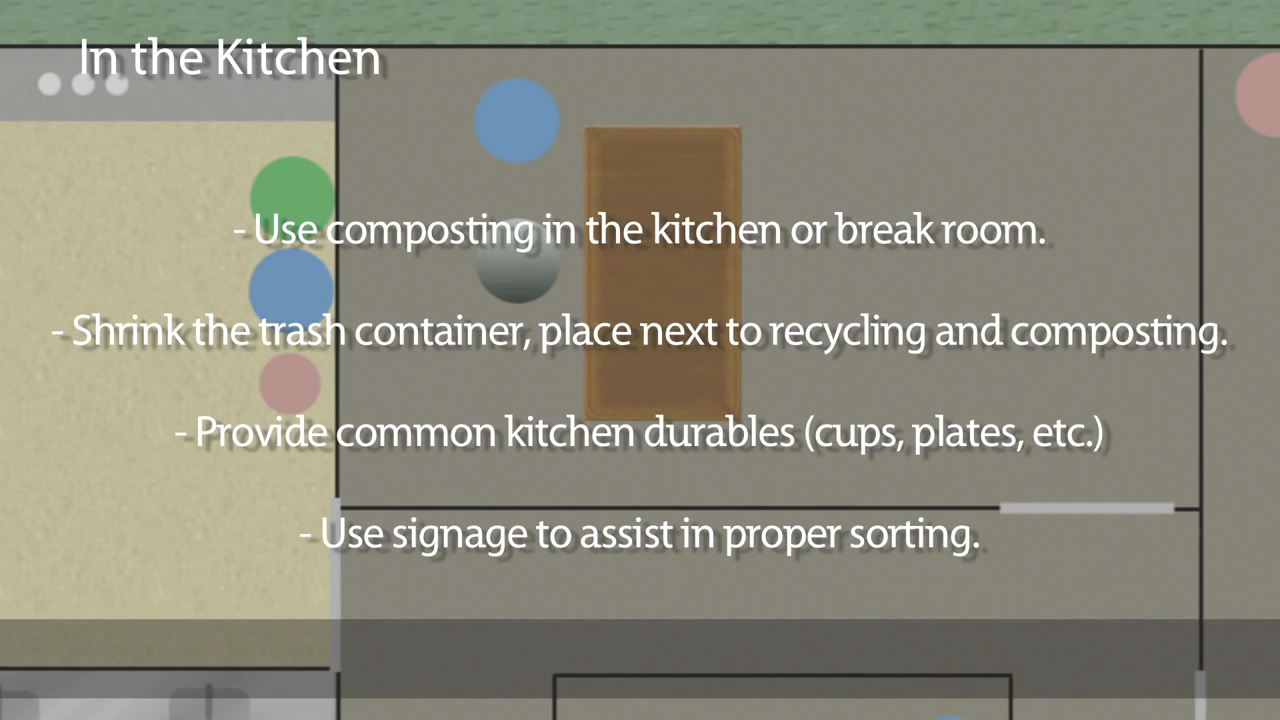 In the Kitchen
- Use composting in the kitchen or break room.
- Shrink the trash container, place next to recycling and composting.
- Provide common kitchen durables (cups, plates, etc.)
- Use signage to assist in proper sorting.